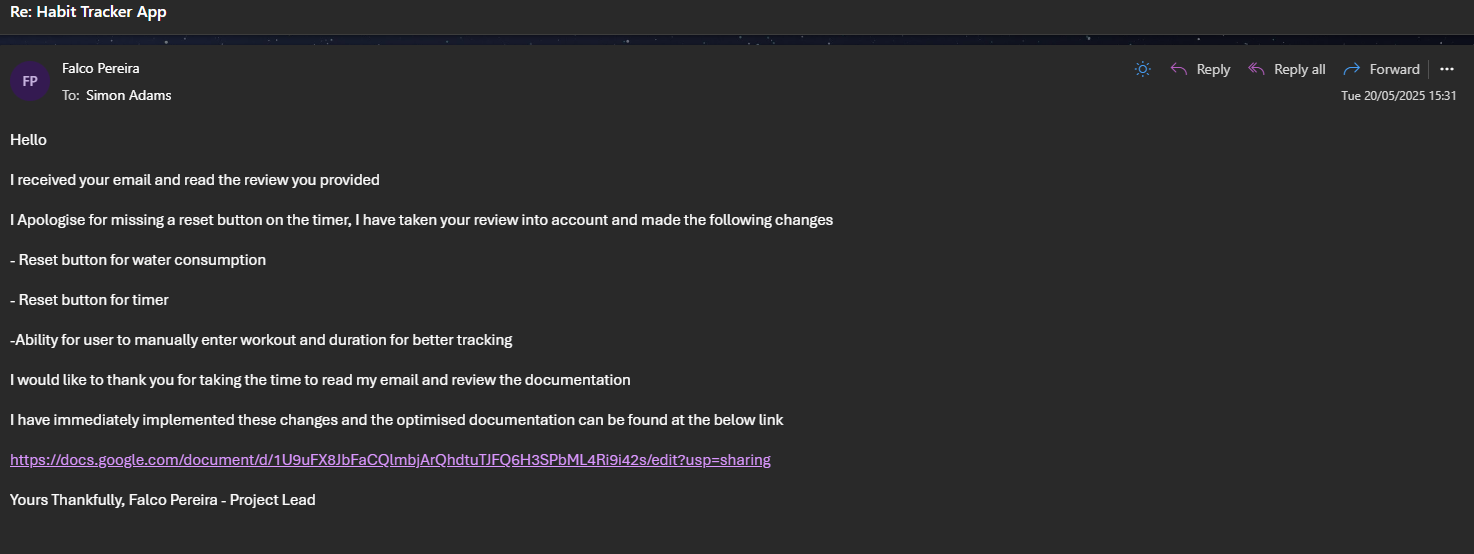 Re: Habit Tracker App
FP
Falco Pereira
To: Simon Adams
Reply
Reply all
Forward
Tue 20/05/2025 15:31
Hello
I received your email and read the review you provided
I Apologise for missing a reset button on the timer, I have taken your review into account and made the following changes
- Reset button for water consumption
- Reset button for timer
-Ability for user to manually enter workout and duration for better tracking
I would like to thank you for taking the time to read my email and review the documentation
I have immediately implemented these changes and the optimised documentation can be found at the below link
https://docs.google.com/document/d/1U9uFX8JbFaCQlmbjArQhdtuTJFQ6H3SPbML4Ri9i42s/edit?usp=sharing
Yours Thankfully, Falco Pereira - Project Lead